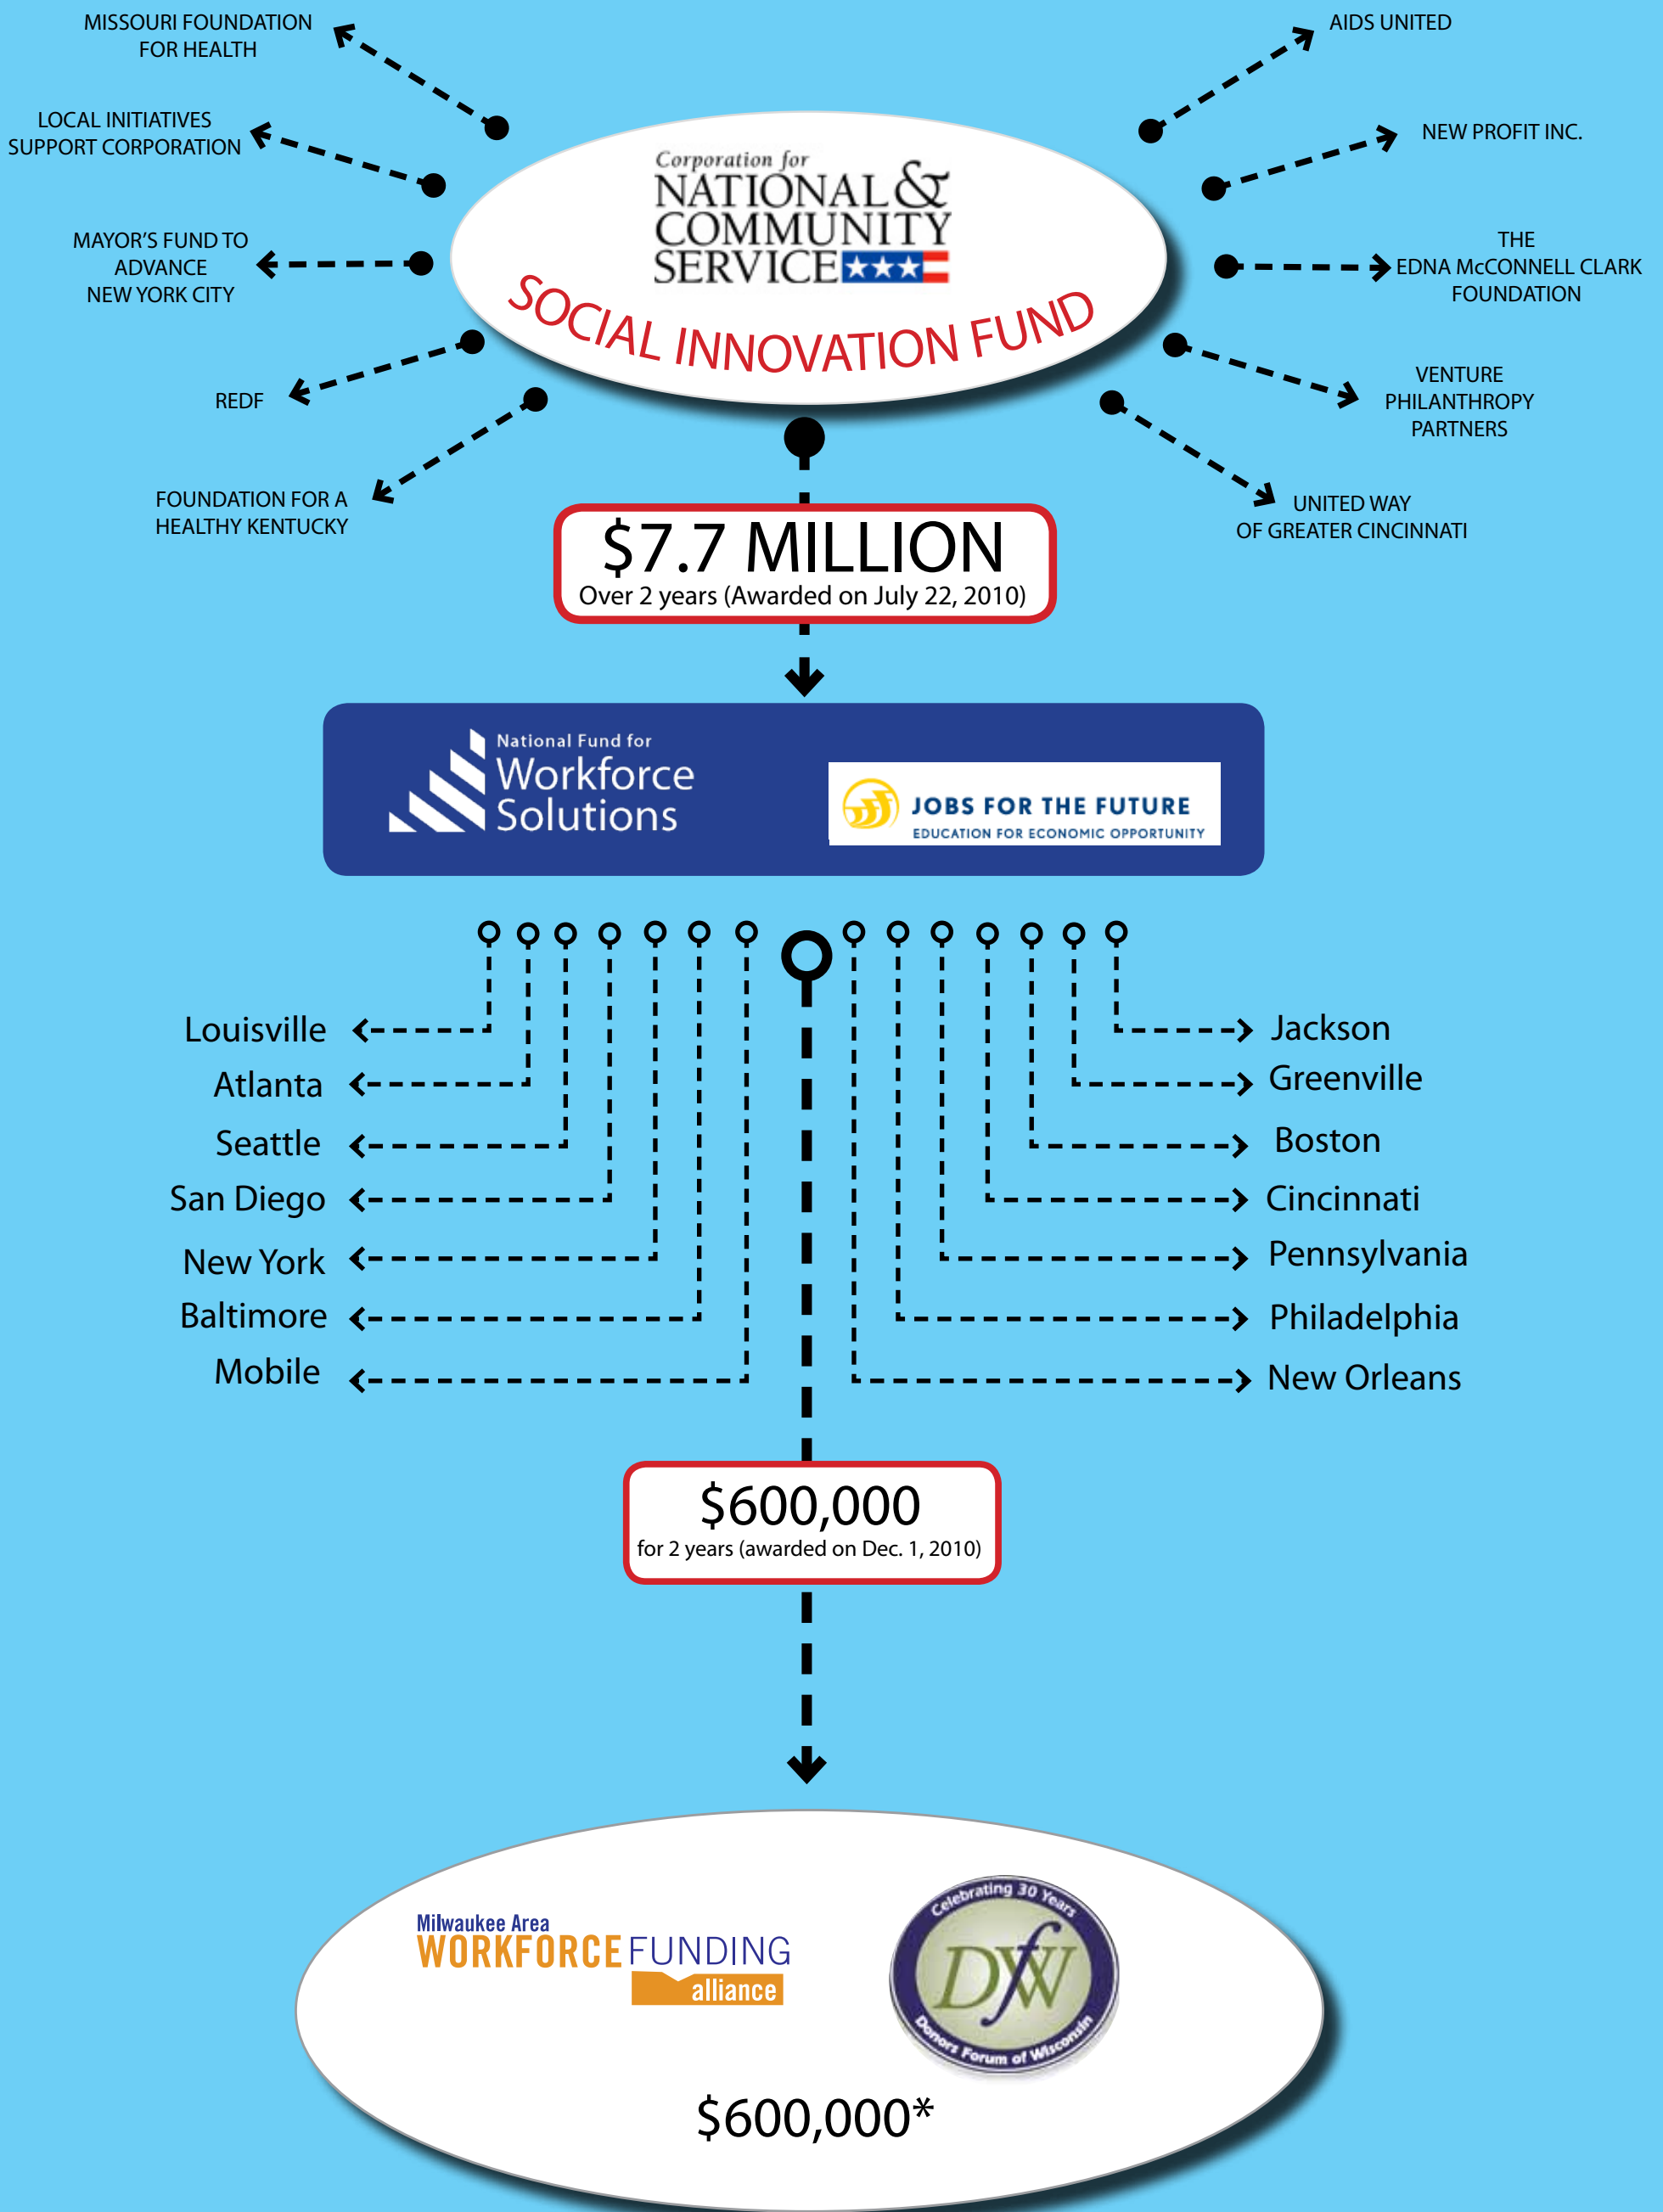 MISSOURI FOUNDATION
FOR HEALTH
LOCAL INITIATIVES
SUPPORT CORPORATION
MAYOR'S FUND TO
ADVANCE
NEW YORK CITY
REDF
FOUNDATION FOR A
HEALTHY KENTUCKY
Corporation for
NATIONAL &
COMMUNITY
SERVICE
SOCIAL INNOVATION FUND
AIDS UNITED
NEW PROFIT INC.
THE
EDNA McCONNELL CLARK
FOUNDATION
VENTURE
PHILANTHROPY
PARTNERS
UNITED WAY
OF GREATER CINCINNATI
$7.7 MILLION
Over 2 years (Awarded on July 22, 2010)
National Fund for
Workforce
Solutions
JOBS FOR THE FUTURE
EDUCATION FOR ECONOMIC OPPORTUNITY
Louisville
Atlanta
Seattle
San Diego
New York
Baltimore
Mobile
Jackson
Greenville
Boston
Cincinnati
Pennsylvania
Philadelphia
New Orleans
$600,000
for 2 years (awarded on Dec. 1, 2010)
Milwaukee Area
WORKFORCE FUNDING
alliance
Celebrating 30 Years
DfW
Donors Forum of Wisconsin
$600,000*